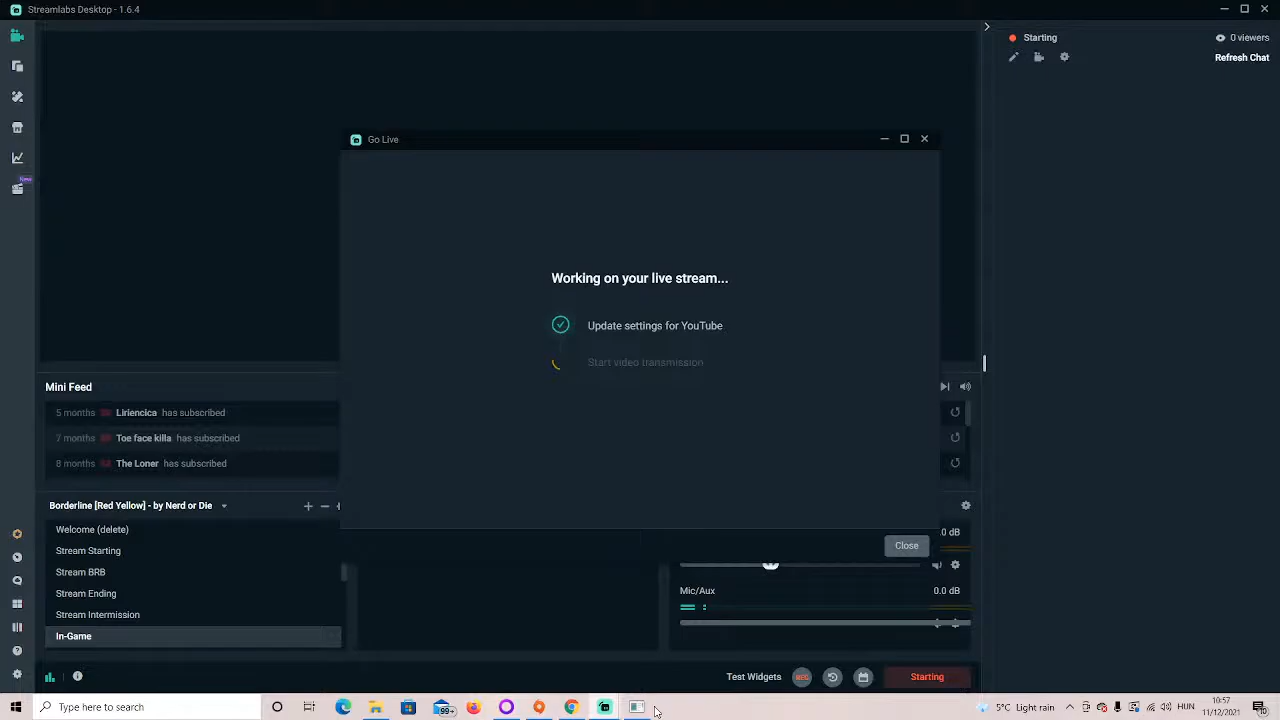 Streamlabs Desktop - 1.6.4
Starting
0 viewers
Refresh Chat
New
Go Live
Working on your live stream...
Update settings for YouTube
Start video transmission
Close
Mini Feed
5 months Liriencica has subscribed
7 months Toe face killa has subscribed
8 months The Loner has subscribed
Borderline [Red Yellow] - by Nerd or Die
Welcome (delete)
Stream Starting
Stream BRB
Stream Ending
Stream Intermission
In-Game
.0 dB
Mic/Aux
0.0 dB
Test Widgets
REC
Starting
Type here to search
99+
5°C Light rain
HUN
10:57
11/12/2021